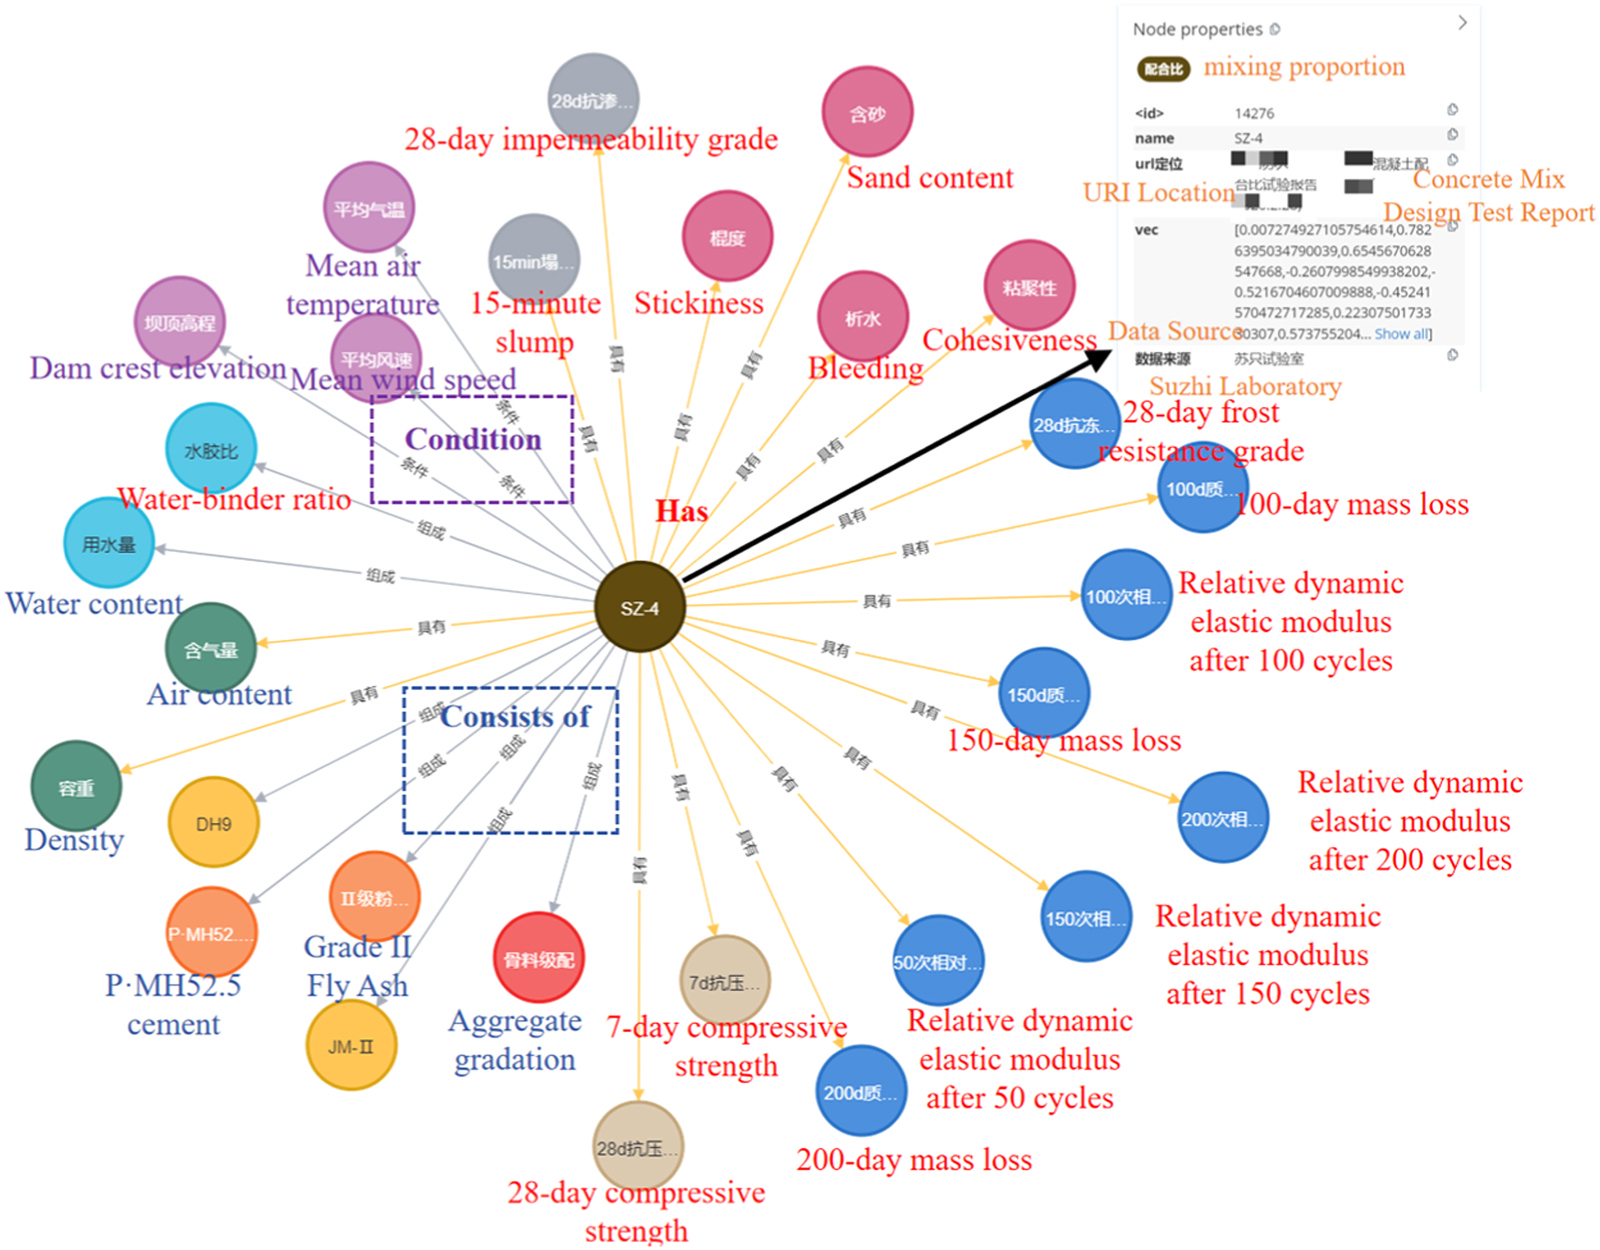 Node properties
配合比 mixing proportion
<id> 14276
name SZ-4
url定位
混凝土配
URI Location
台比试验报告
Concrete Mix
Design Test Report
vec [0.0072749271057546​14,0.782
6395034790039,0.6545670628
547668,-0.2607998549938202,-
0.5216704607009888,-0.45241
570472717285,0.22307501733
30307,0.573755204... Show all]
Data Source
数据来源 苏只试验室
Suzhi Laboratory
28d抗渗...
28-day impermeability grade
含砂
Sand content
平均气温
Mean air
temperature
15min塌...
15-minute
slump
棍度
Stickiness
粘聚性
Cohesiveness
析水
Bleeding
坝顶高程
Dam crest elevation
平均风速
Mean wind speed
28d抗冻...
28-day frost
resistance grade
水胶比
Water-binder ratio
Condition
条件
条件
条件
Has
100d质...
100-day mass loss
用水量
Water content
组成
组成
具有
具有
具有
具有
具有
具有
具有
具有
具有
SZ-4
100次相...
Relative dynamic
elastic modulus
after 100 cycles
含气量
Air content
具有
具有
具有
具有
150d质...
150-day mass loss
Consists of
组成
组成
组成
组成
组成
具有
容重
Density
DH9
200次相...
Relative dynamic
elastic modulus
after 200 cycles
具有
具有
具有
具有
具有
P·MH52....
P·MH52.5
cement
II级粉...
Grade II
Fly Ash
JM-II
骨料级配
Aggregate
gradation
7d抗压...
7-day compressive
strength
50次相对...
Relative dynamic
elastic modulus
after 50 cycles
150次相...
Relative dynamic
elastic modulus
after 150 cycles
200d质...
200-day mass loss
28d抗压...
28-day compressive
strength